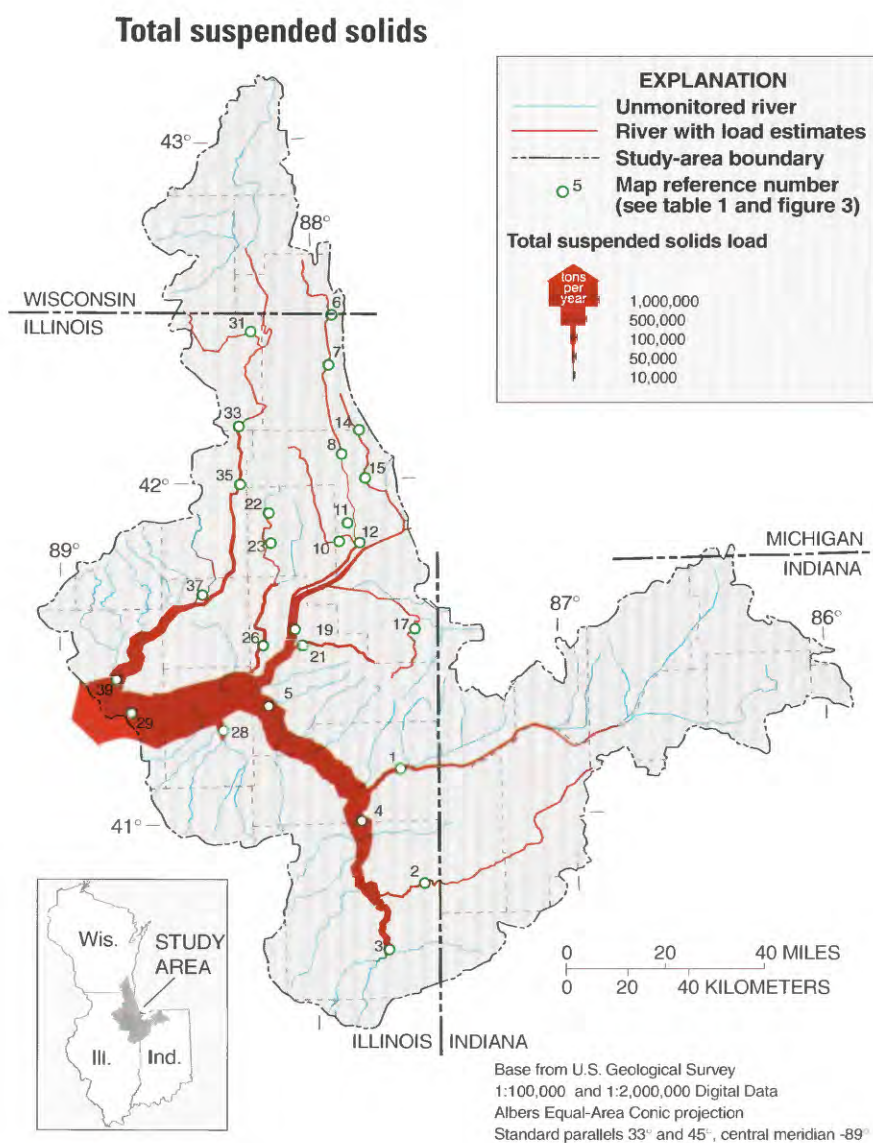 Total suspended solids
EXPLANATION
Unmonitored river
River with load estimates
Study-area boundary
5 Map reference number
(see table 1 and figure 3)
Total suspended solids load
tons
per
year
1,000,000
500,000
100,000
50,000
10,000
43°
88°
WISCONSIN
ILLINOIS
6
31
7
33
14
8
42°
35
15
22
11
89°
23
10
12
MICHIGAN
INDIANA
37
87°
86°
19
17
26
21
39
5
29
28
1
41°
4
2
3
Wis.
STUDY
AREA
Ill.
Ind.
0 20 40 MILES
0 20 40 KILOMETERS
ILLINOIS INDIANA
Base from U.S. Geological Survey
1:100,000 and 1:2,000,000 Digital Data
Albers Equal-Area Conic projection
Standard parallels 33° and 45°, central meridian -89°